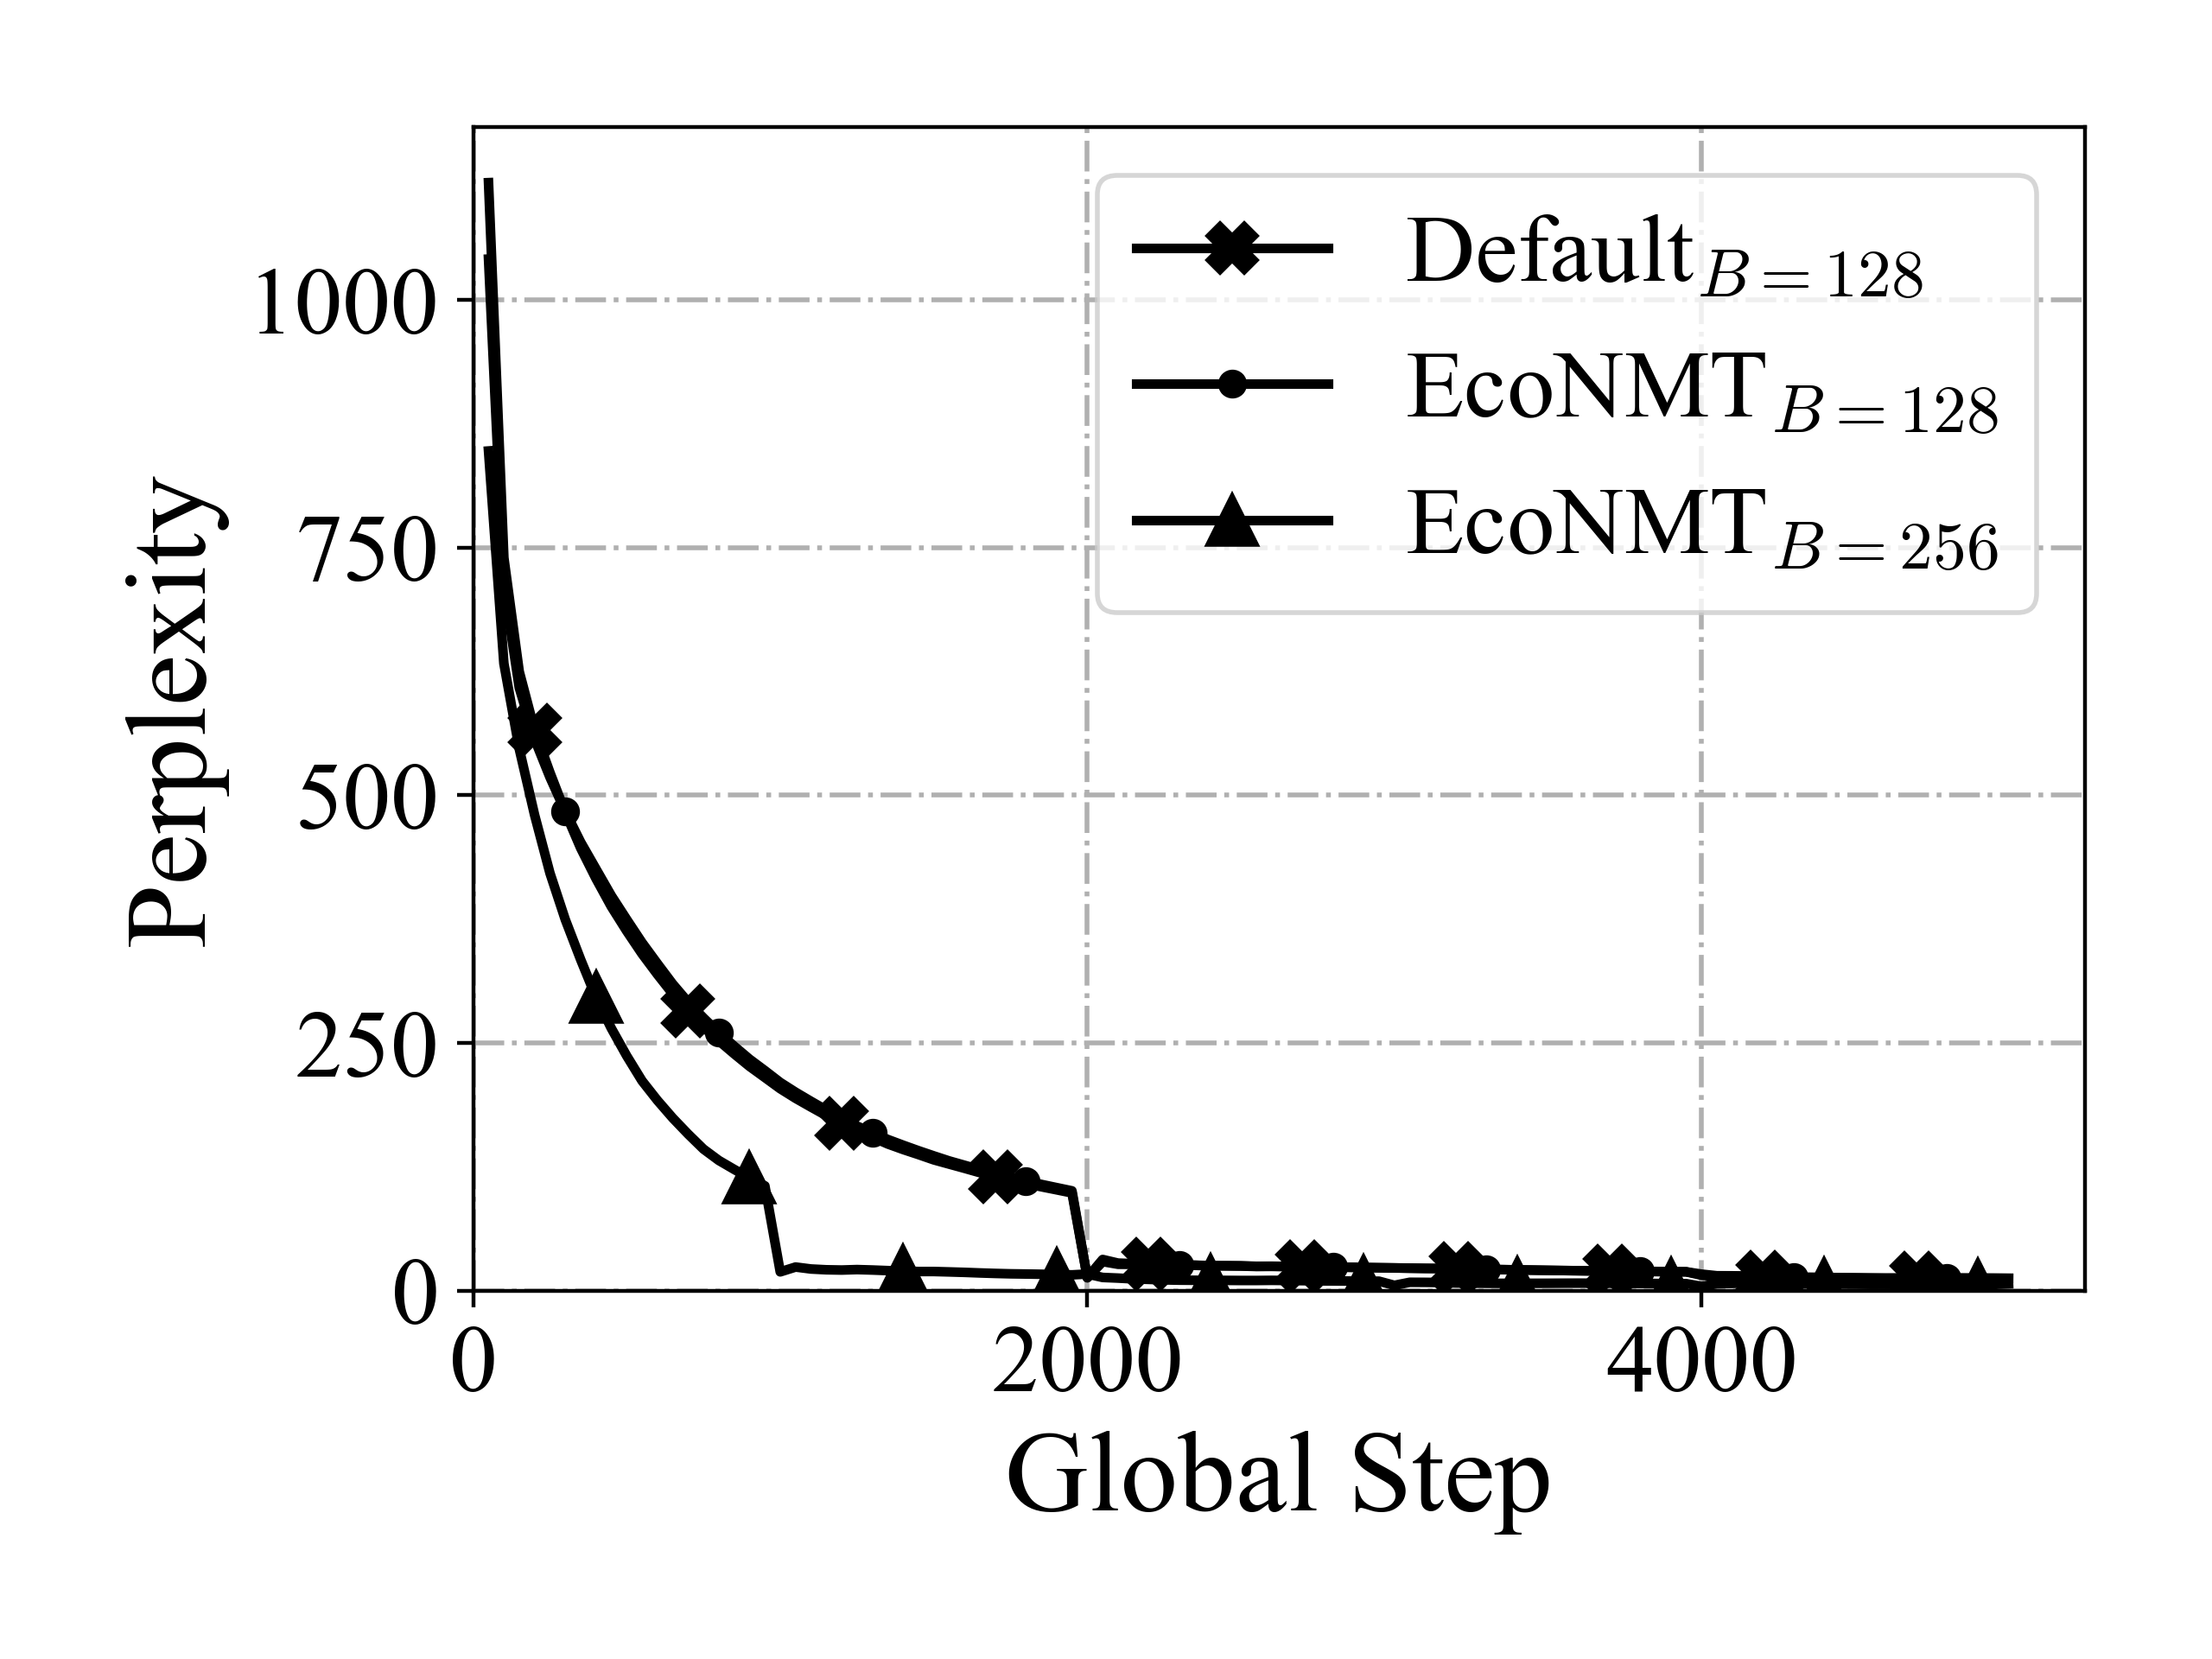 Perplexity
1000
750
500
250
0
Default B = 128
EcoNMT B = 128
EcoNMT B = 256
0 2000 4000
Global Step